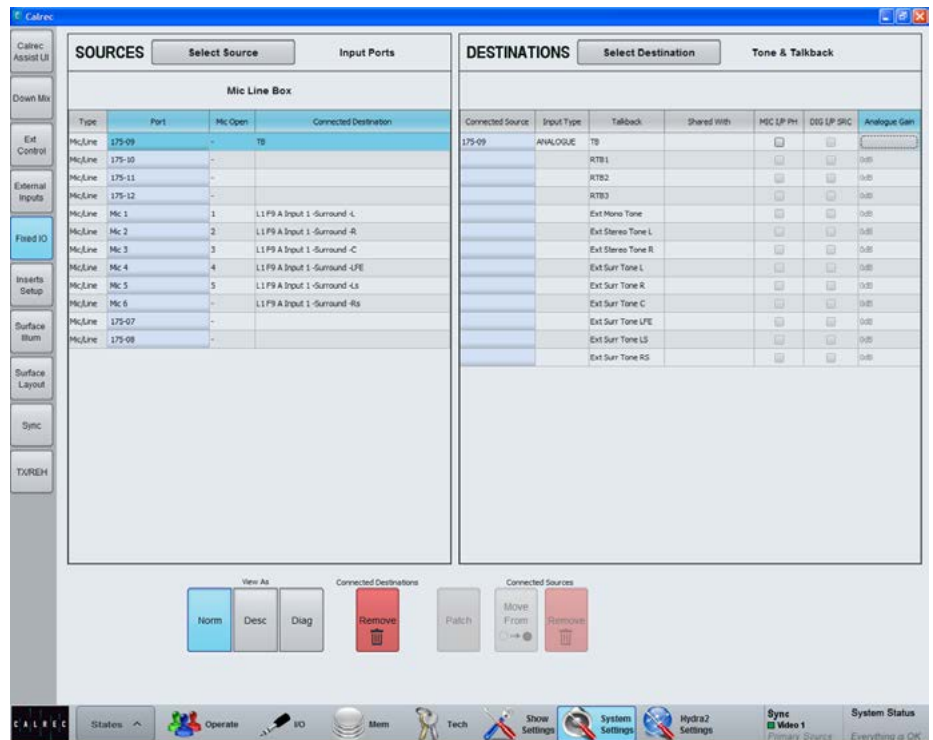 Calrec
Calrec Assist UI
Down Mix
Ext Control
External Inputs
Fixed IO
Inserts Setup
Surface Illum
Surface Layout
Sync
TX/REH
SOURCES Select Source Input Ports
Mic Line Box
Type Port Mic Open Connected Destination
Mic/Line 175-09 - TB
Mic/Line 175-10 -
Mic/Line 175-11 -
Mic/Line 175-12 -
Mic/Line Mic 1 1 L1 F9 A Input 1 -Surround -L
Mic/Line Mic 2 2 L1 F9 A Input 1 -Surround -R
Mic/Line Mic 3 3 L1 F9 A Input 1 -Surround -C
Mic/Line Mic 4 4 L1 F9 A Input 1 -Surround -LFE
Mic/Line Mic 5 5 L1 F9 A Input 1 -Surround -Ls
Mic/Line Mic 6 - L1 F9 A Input 1 -Surround -Rs
Mic/Line 175-07 -
Mic/Line 175-08 -
DESTINATIONS Select Destination Tone & Talkback
Connected Source Input Type Talkback Shared With MIC I/P PH DIG I/P SRC Analogue Gain
175-09 ANALOGUE TB
RTB1 0dB
RTB2 0dB
RTB3 0dB
Ext Mono Tone 0dB
Ext Stereo Tone L 0dB
Ext Stereo Tone R 0dB
Ext Surr Tone L 0dB
Ext Surr Tone R 0dB
Ext Surr Tone C 0dB
Ext Surr Tone LFE 0dB
Ext Surr Tone LS 0dB
Ext Surr Tone RS 0dB
View As Connected Destinations Connected Sources
Norm Desc Diag Remove Patch Move From Remove
CALREC States Operate I/O Mem Tech Show Settings System Settings Hydra2 Settings
Sync
Video 1
Primary Source
System Status
Everything is OK